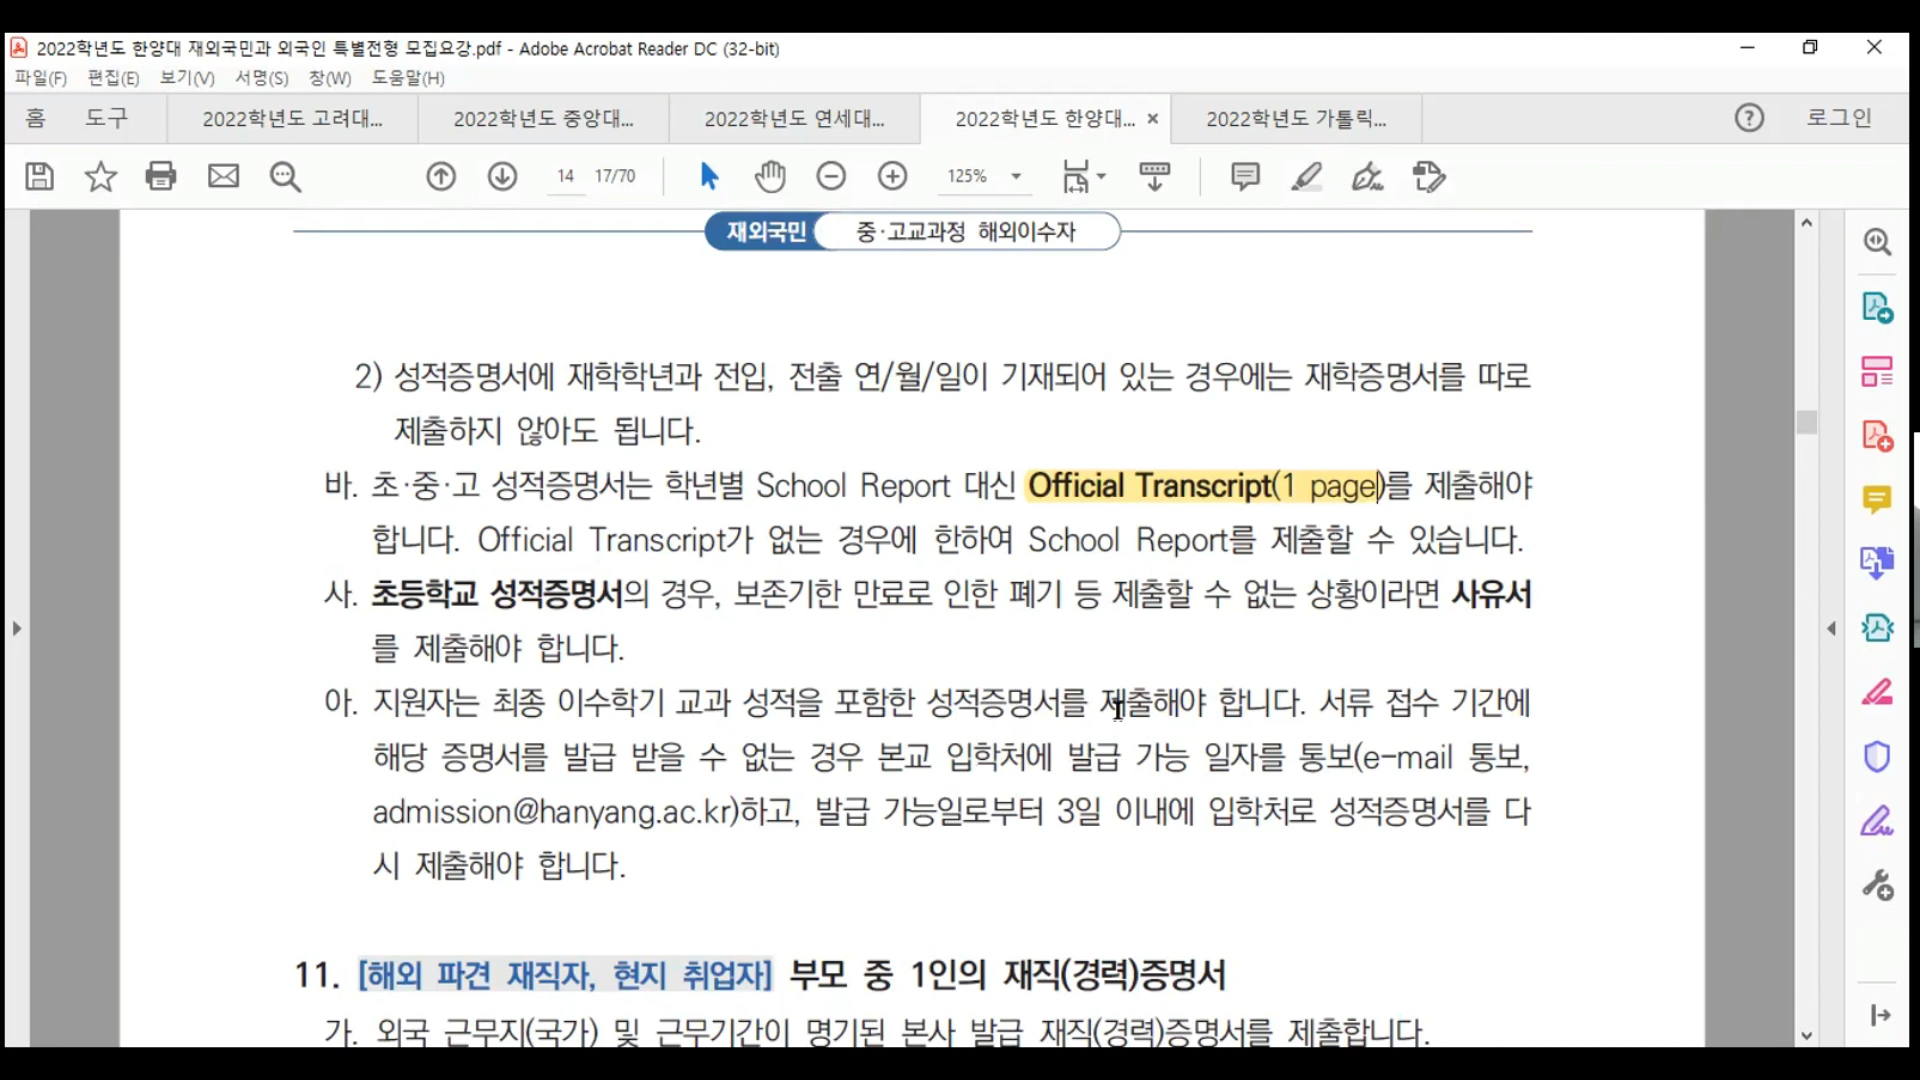 2022학년도 한양대 재외국민과 외국인 특별전형 모집요강.pdf - Adobe Acrobat Reader DC (32-bit)
파일(F) 편집(E) 보기(V) 서명(S) 창(W) 도움말(H)
홈 도구 2022학년도 고려대... 2022학년도 중앙대... 2022학년도 연세대... 2022학년도 한양대... 2022학년도 가톨릭... 로그인
14 17/70 125%
재외국민 중·고교과정 해외이수자
2) 성적증명서에 재학학년과 전입, 전출 연/월/일이 기재되어 있는 경우에는 재학증명서를 따로
제출하지 않아도 됩니다.
바. 초·중·고 성적증명서는 학년별 School Report 대신 Official Transcript(1 page)를 제출해야
합니다. Official Transcript가 없는 경우에 한하여 School Report를 제출할 수 있습니다.
사. 초등학교 성적증명서의 경우, 보존기한 만료로 인한 폐기 등 제출할 수 없는 상황이라면 사유서
를 제출해야 합니다.
아. 지원자는 최종 이수학기 교과 성적을 포함한 성적증명서를 제출해야 합니다. 서류 접수 기간에
해당 증명서를 발급 받을 수 없는 경우 본교 입학처에 발급 가능 일자를 통보(e-mail 통보,
admission@hanyang.ac.kr)하고, 발급 가능일로부터 3일 이내에 입학처로 성적증명서를 다
시 제출해야 합니다.
11. [해외 파견 재직자, 현지 취업자] 부모 중 1인의 재직(경력)증명서
가. 외국 근무지(국가) 및 근무기간이 명기된 본사 발급 재직(경력)증명서를 제출합니다.